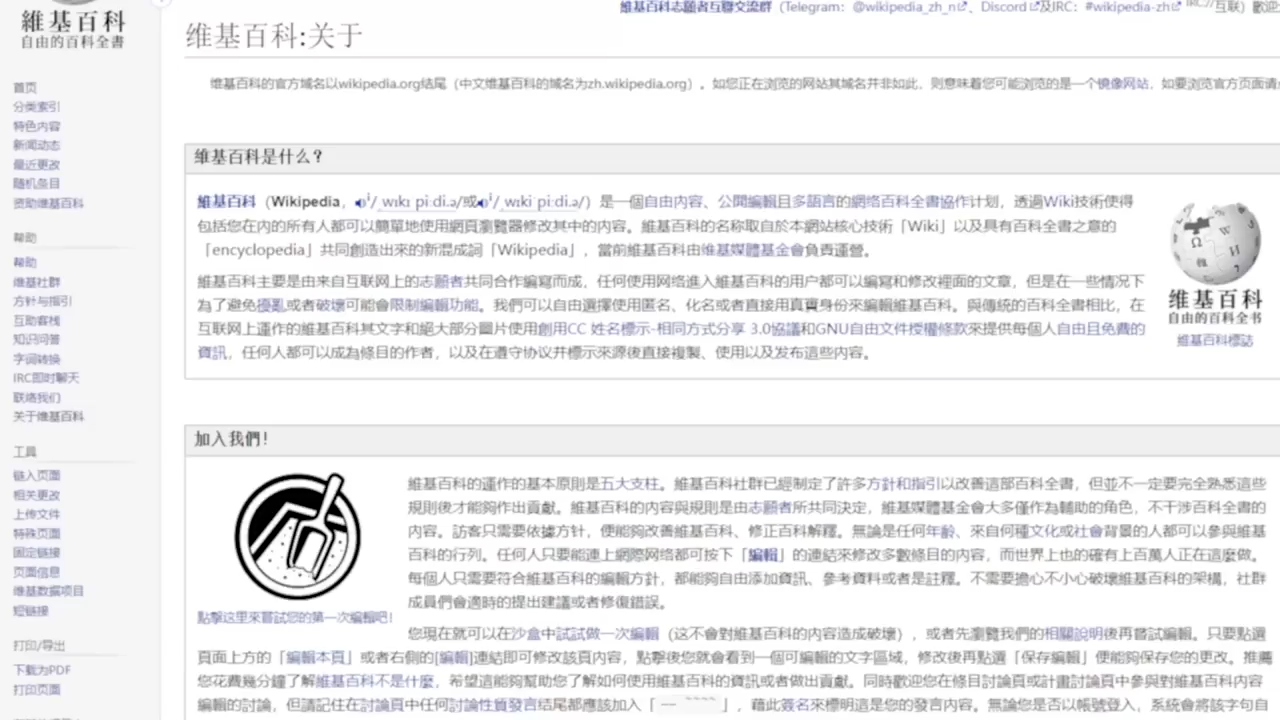 維基百科
自由的百科全書
首页
分类索引
特色内容
新闻动态
最近更改
随机条目
资助维基百科
帮助
帮助
维基社群
方针与指引
互助客栈
知识问答
字词转换
IRC即时聊天
联络我们
关于维基百科
工具
链入页面
相关更改
上传文件
特殊页面
固定链接
页面信息
维基数据项目
短链接
打印/导出
下载为PDF
打印页面
維基百科志願者互聯交流群（Telegram：@wikipedia_zh_n、Discord及IRC：#wikipedia-zh
维基百科:关于
维基百科的官方域名以wikipedia.org结尾（中文维基百科的域名为zh.wikipedia.org）。如您正在浏览的网站其域名并非如此，则意味着您可能浏览的是一个镜像网站，如要浏览官方页面请
維基百科是什么？
維基百科（Wikipedia，/ˌwɪkɪˈpiːdi.ə/或/ˌwɪkiˈpiːdi.ə/）是一個自由内容、公開編輯且多語言的網絡百科全書協作计划，透過Wiki技術使得
包括您在內的所有人都可以簡單地使用網頁瀏覽器修改其中的內容。維基百科的名称取自於本網站核心技術「Wiki」以及具有百科全書之意的
「encyclopedia」共同創造出來的新混成詞「Wikipedia」，當前維基百科由維基媒體基金會負責運營。
維基百科主要是由来自互联网上的志願者共同合作編寫而成，任何使用网络進入維基百科的用户都可以編寫和修改裡面的文章，但是在一些情况下
為了避免擾亂或者破壞可能會限制編輯功能。我們可以自由選擇使用匿名、化名或者直接用真實身份來編輯維基百科。與傳統的百科全書相比，在
互联网上運作的維基百科其文字和絕大部分圖片使用創用CC 姓名標示-相同方式分享 3.0協議和GNU自由文件授權條款來提供每個人自由且免費的
資訊，任何人都可以成為條目的作者，以及在遵守协议并標示來源後直接複製、使用以及发布這些内容。
维基百科
自由的百科全书
維基百科標誌
加入我們！
點擊这里來嘗試您的第一次編輯吧！
維基百科的運作的基本原則是五大支柱。維基百科社群已經制定了許多方針和指引以改善這部百科全書，但並不一定要完全熟悉這些
規則後才能夠作出貢獻。維基百科的內容與規則是由志願者所共同決定，維基媒體基金會大多僅作為輔助的角色，不干涉百科全書的
内容。訪客只需要依據方針，便能夠改善維基百科、修正百科解釋。無論是任何年齡、來自何種文化或社會背景的人都可以參與維基
百科的行列。任何人只要能連上網際网络都可按下「編輯」的連結來修改多數條目的內容，而世界上也的確有上百萬人正在這麼做。
每個人只需要符合維基百科的編輯方針，都能夠自由添加資訊、參考資料或者是註釋。不需要擔心不小心破壞維基百科的架構，社群
成員們會適時的提出建議或者修復錯誤。
您現在就可以在沙盒中試試做一次編輯（这不會對維基百科的内容造成破壞），或者先瀏覽我們的相關說明後再嘗試編輯。只要點選
頁面上方的「編輯本頁」或者右側的[編輯]連結即可修改該頁内容，點擊後您就會看到一個可編輯的文字區域，修改後再點選「保存編輯」便能夠保存您的更改。推薦
您花費幾分鐘了解維基百科不是什麼，希望這能夠幫助您了解如何使用維基百科的資訊或者做出貢獻。同時歡迎您在條目討論頁或計畫討論頁中參與對維基百科內容
編輯的討論，但請記住在討論頁中任何討論性質發言結尾都應該加入「-- ~~~~」，藉此簽名來標明這是您的發言内容。無論您是否以帳號登入，系統會將該字句自